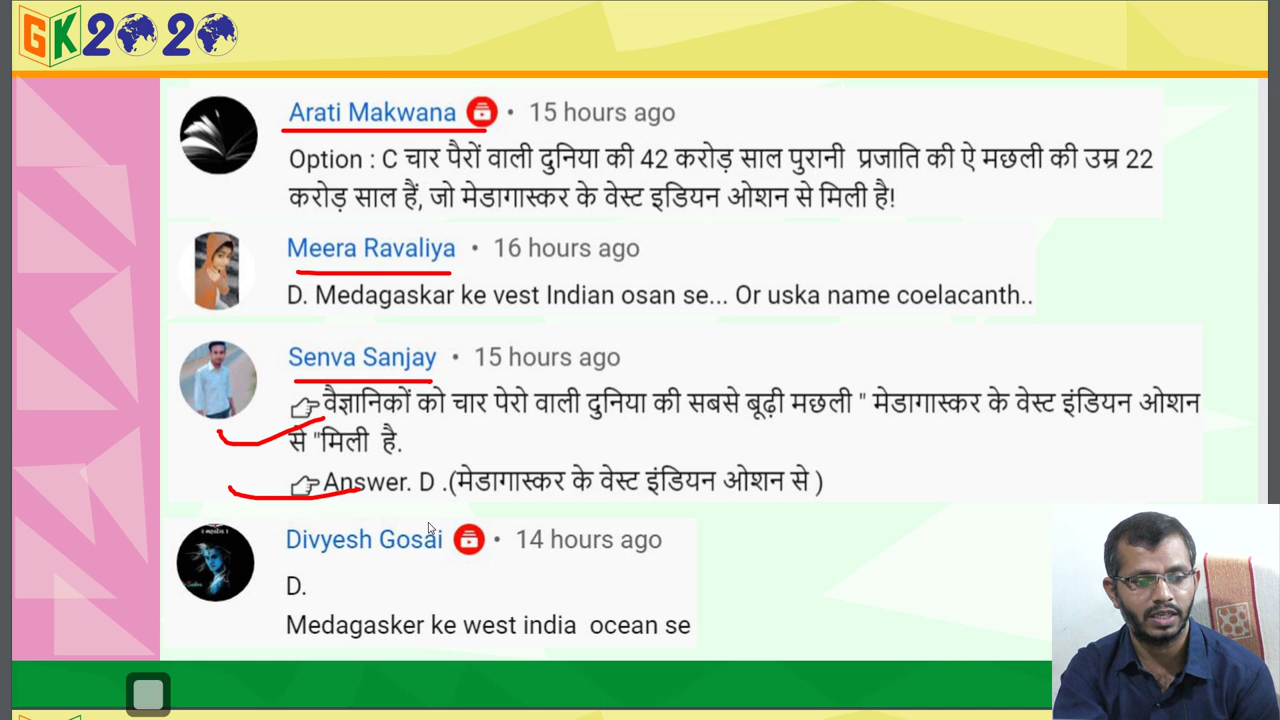 GK2020
Arati Makwana • 15 hours ago
Option : C चार पैरों वाली दुनिया की 42 करोड़ साल पुरानी प्रजाति की ऐ मछली की उम्र 22
करोड़ साल हैं, जो मेडागास्कर के वेस्ट इडियन ओशन से मिली है!
Meera Ravaliya • 16 hours ago
D. Medagaskar ke vest Indian osan se... Or uska name coelacanth..
Senva Sanjay • 15 hours ago
👉वैज्ञानिकों को चार पेरो वाली दुनिया की सबसे बूढ़ी मछली " मेडागास्कर के वेस्ट इंडियन ओशन
से "मिली है.
👉Answer. D .(मेडागास्कर के वेस्ट इंडियन ओशन से )
Divyesh Gosai • 14 hours ago
D.
Medagasker ke west india ocean se